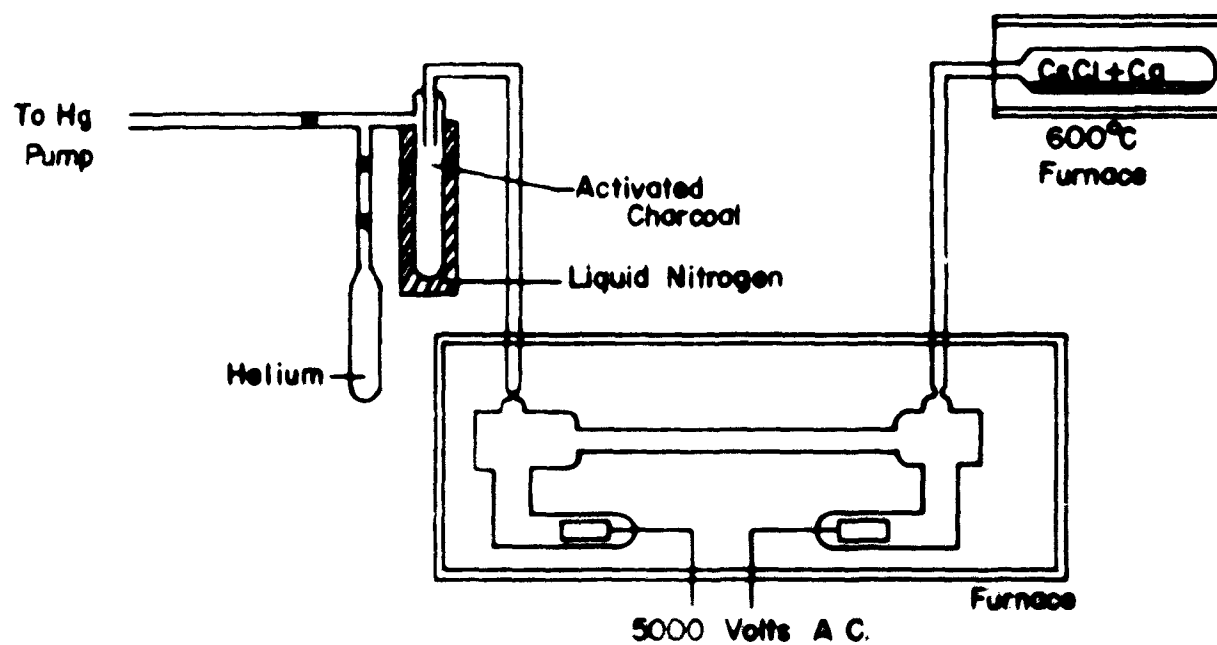 To Hg
Pump
CsCl + Ca
600°C
Furnace
Activated
Charcoal
Liquid Nitrogen
Helium
Furnace
5000 Volts A C.